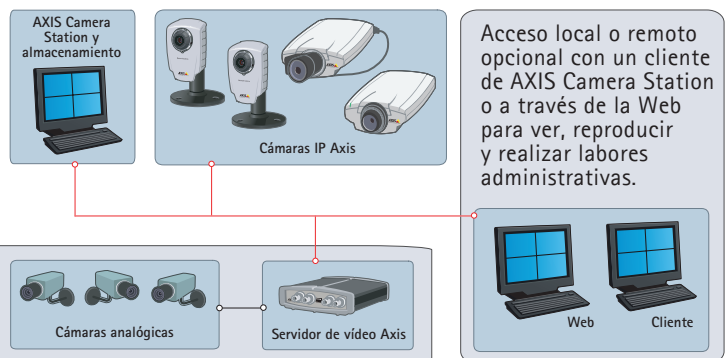 AXIS Camera
Station y
almacenamiento
Cámaras IP Axis
Acceso local o remoto
opcional con un cliente
de AXIS Camera Station
o a través de la Web
para ver, reproducir
y realizar labores
administrativas.
Web
Cliente
Cámaras analógicas
Servidor de vídeo Axis